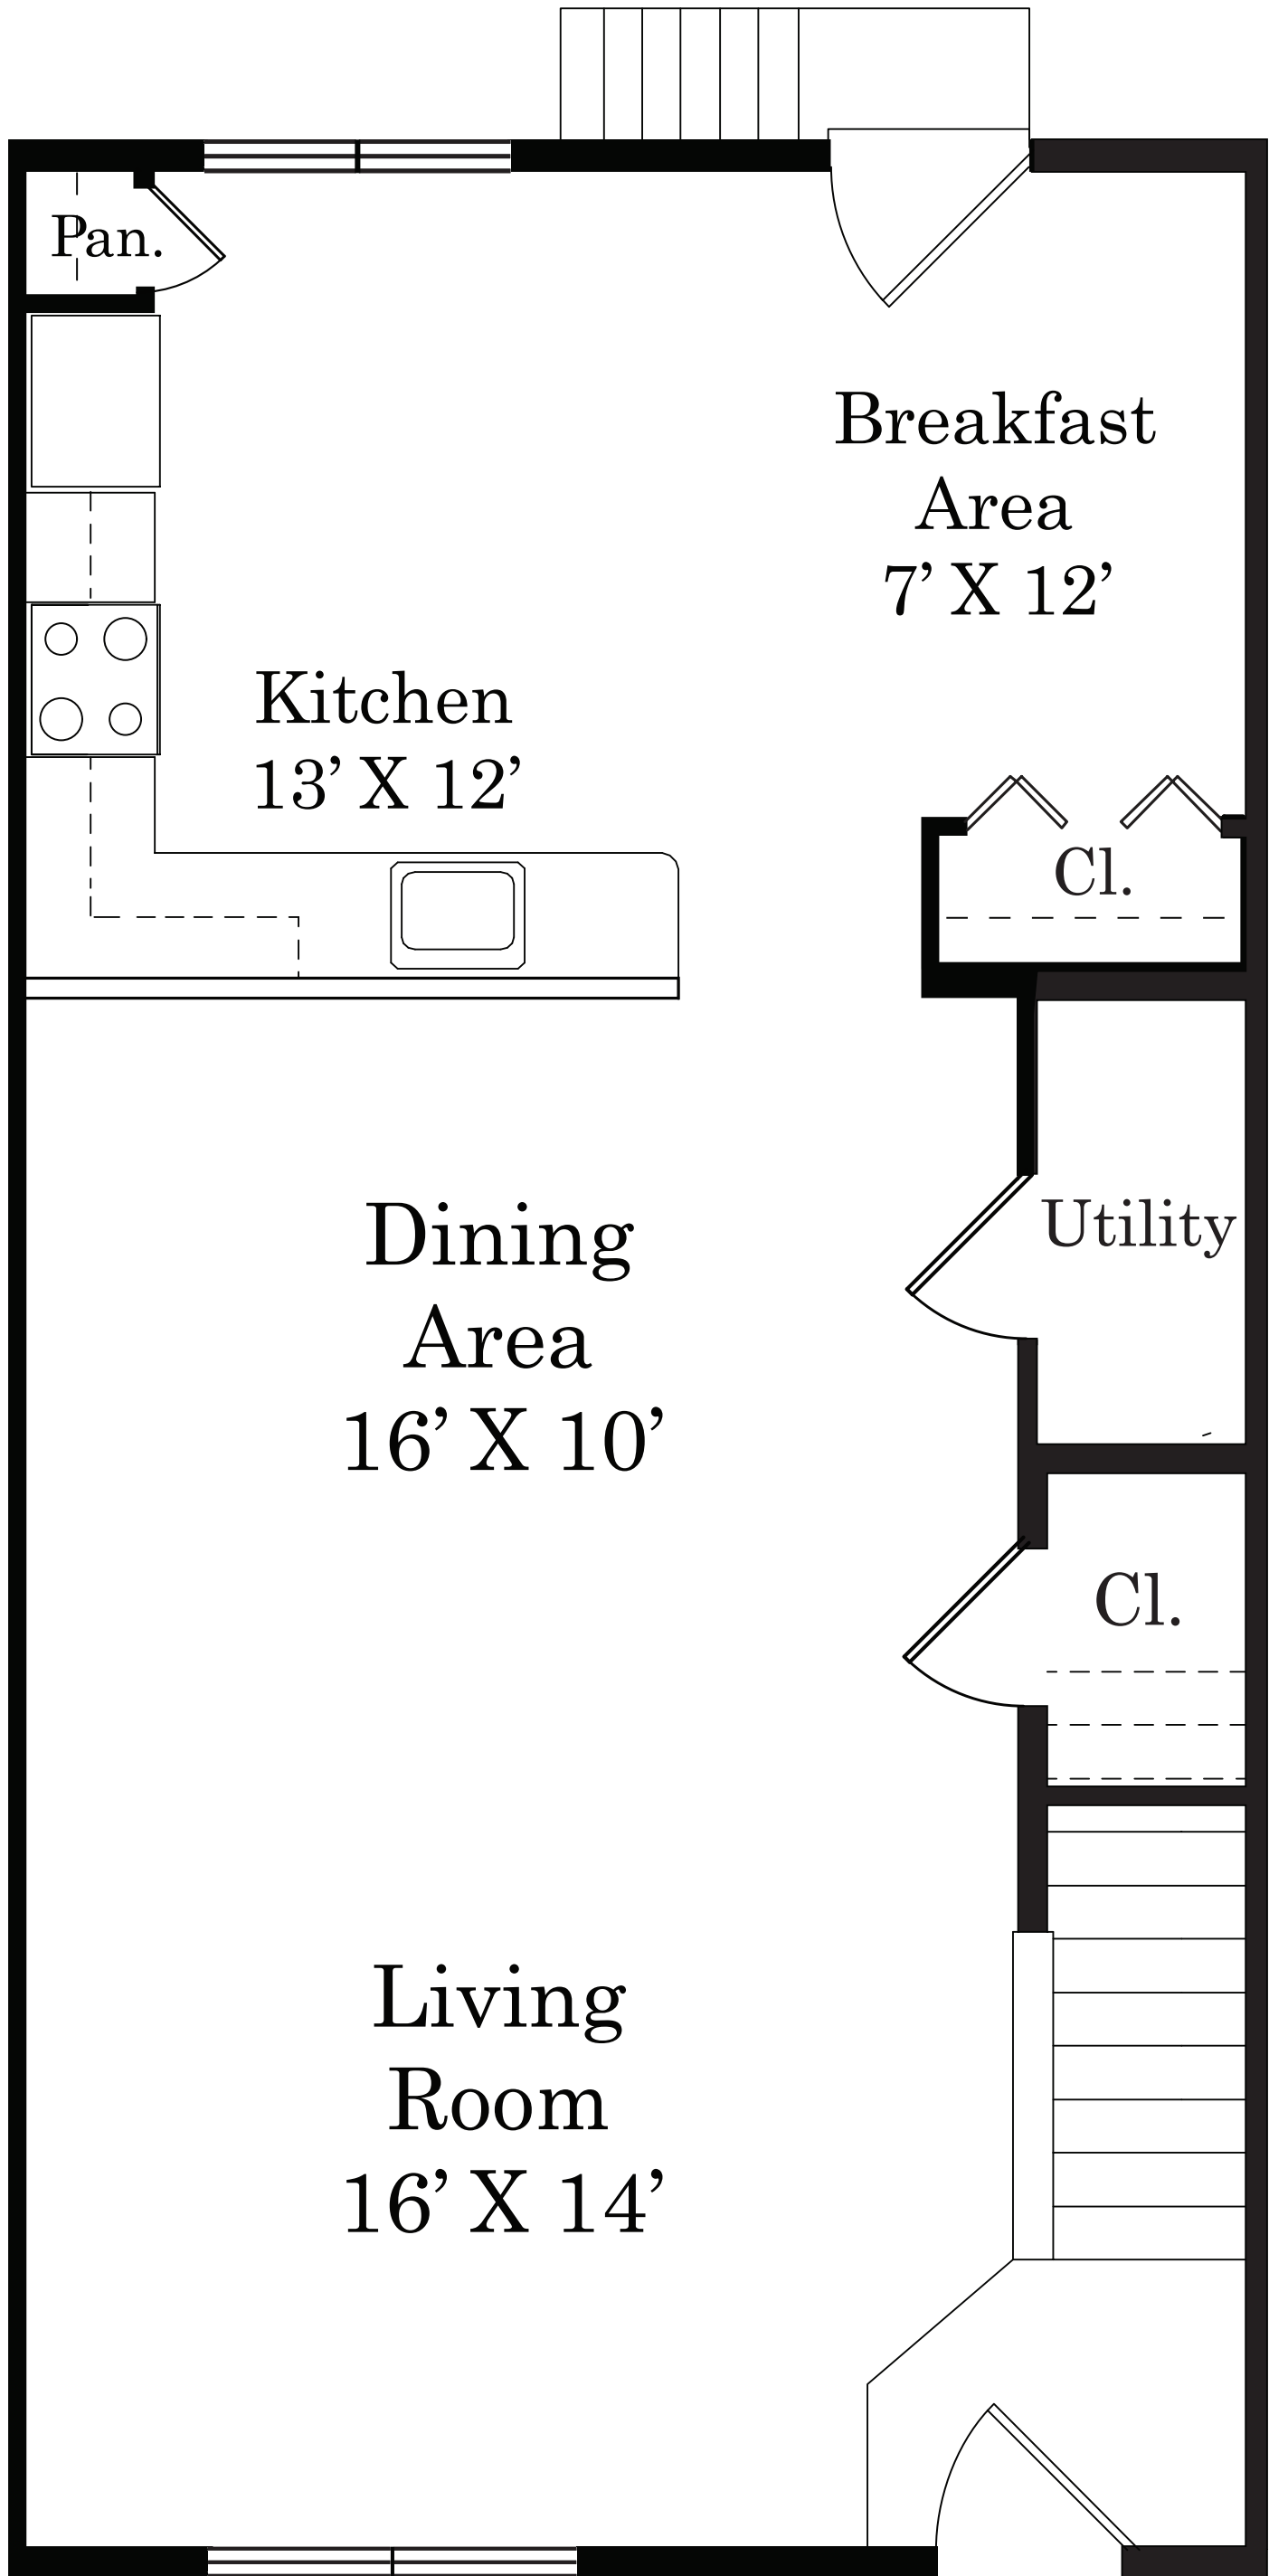 Pan.
Breakfast
Area
7’ X 12’
Kitchen
13’ X 12’
Cl.
Dining
Area
16’ X 10’
Utility
Cl.
Living
Room
16’ X 14’